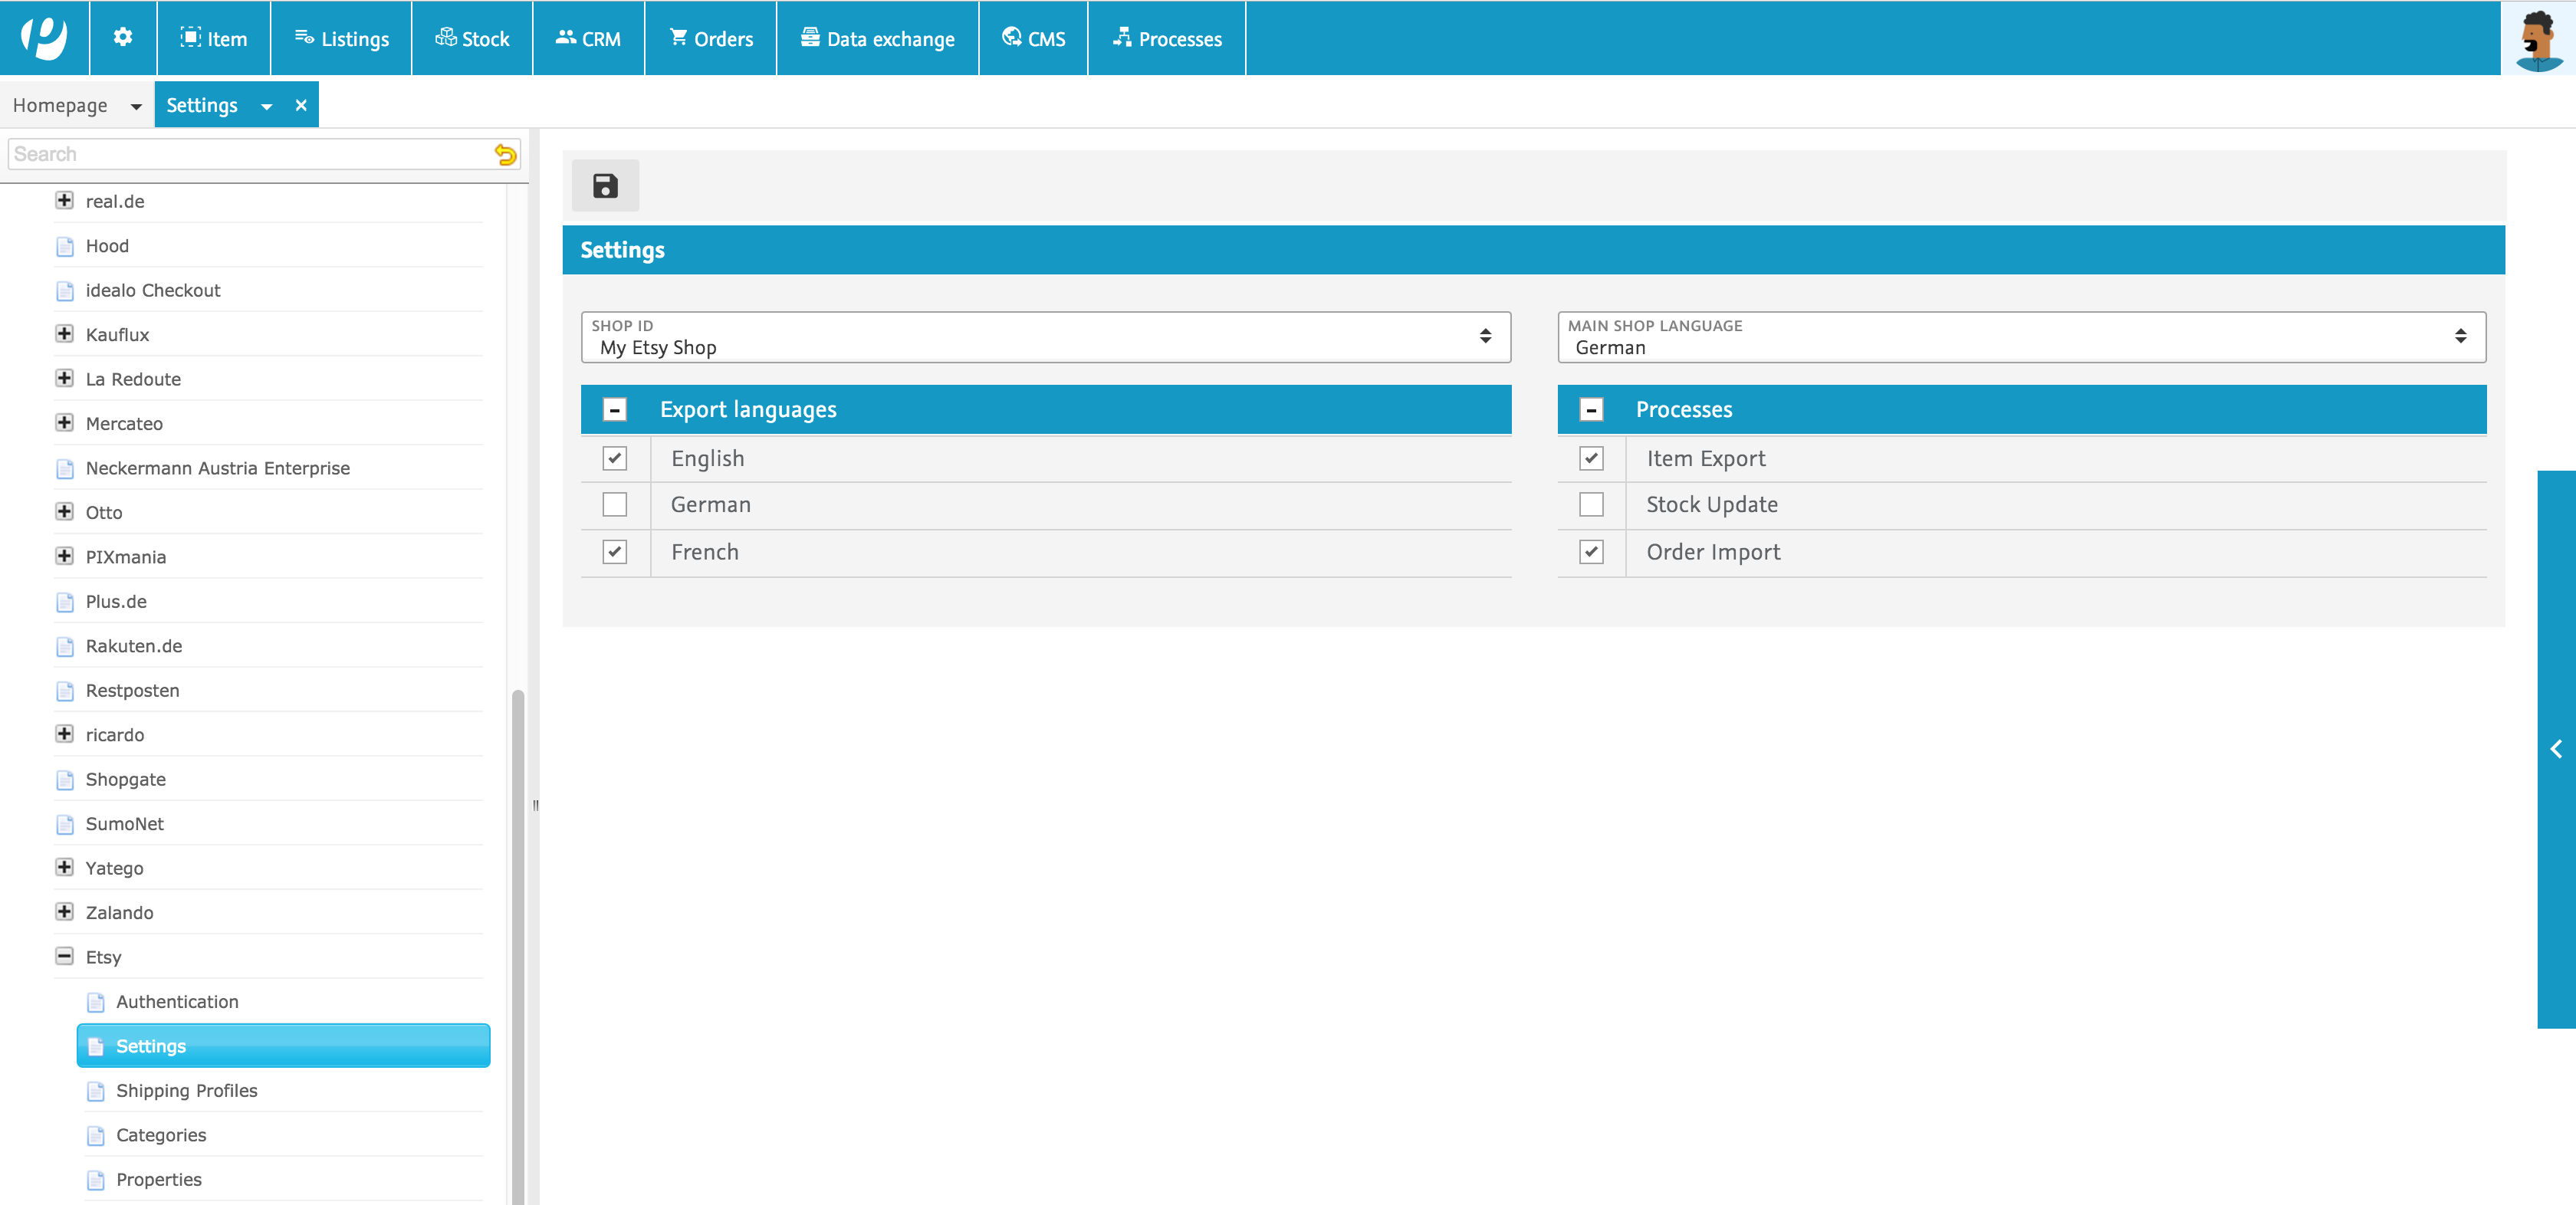 Item
Listings
Stock
CRM
Orders
Data exchange
CMS
Processes
Homepage
Settings
Search
real.de
Hood
idealo Checkout
Kauflux
La Redoute
Mercateo
Neckermann Austria Enterprise
Otto
PIXmania
Plus.de
Rakuten.de
Restposten
ricardo
Shopgate
SumoNet
Yatego
Zalando
Etsy
Authentication
Settings
Shipping Profiles
Categories
Properties
Settings
SHOP ID
My Etsy Shop
MAIN SHOP LANGUAGE
German
Export languages
English
German
French
Processes
Item Export
Stock Update
Order Import